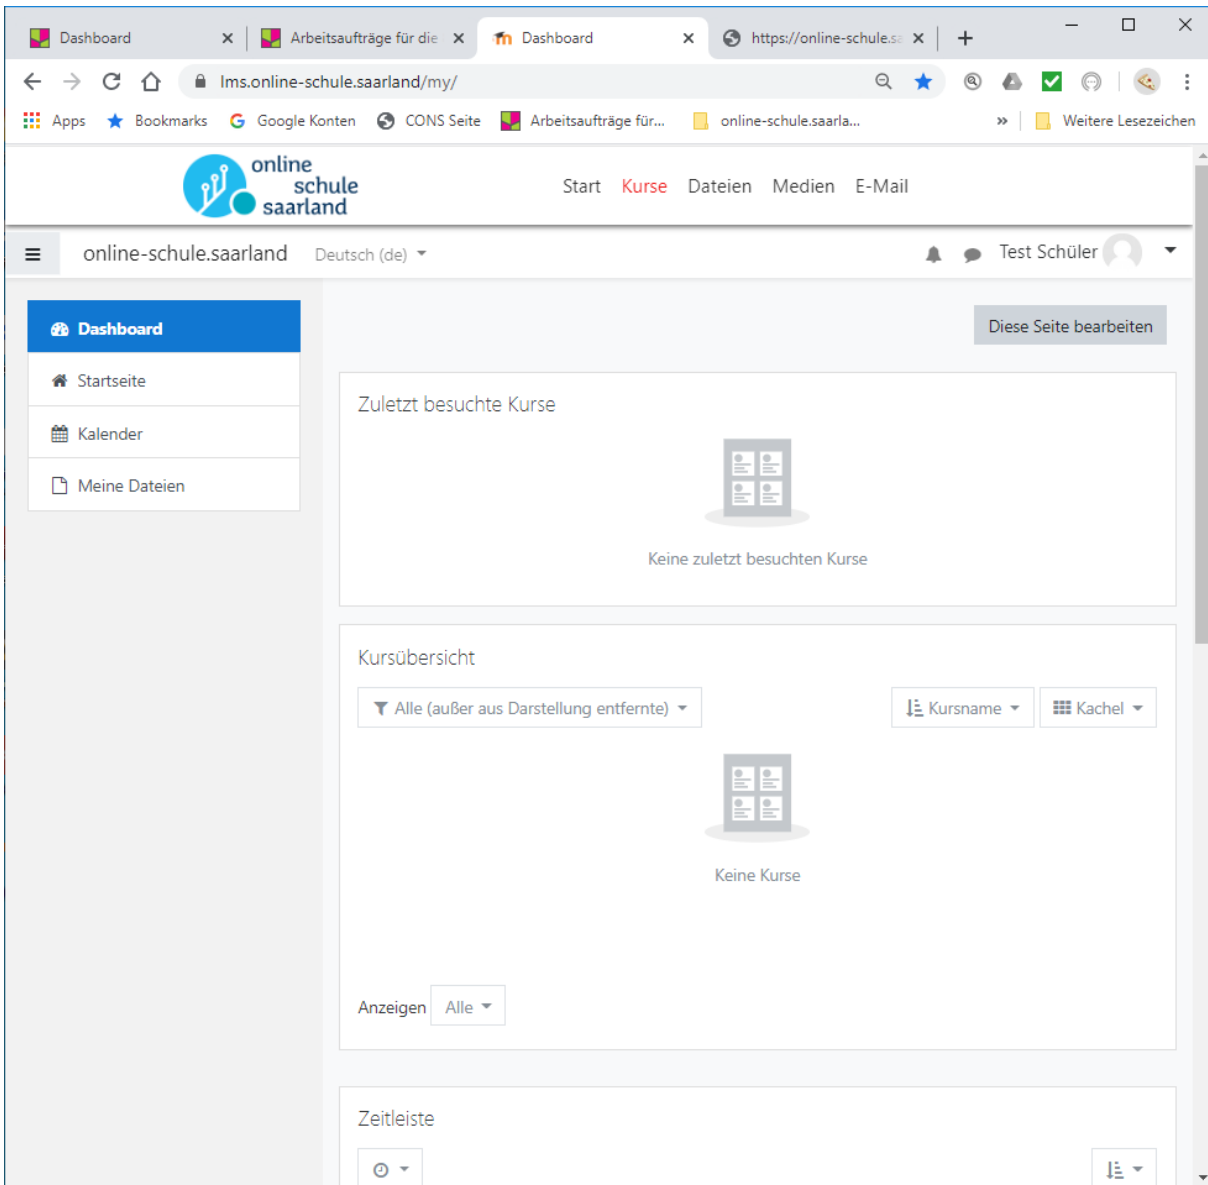 Dashboard
Arbeitsaufträge für die
Dashboard
https://online-schule.sa
lms.online-schule.saarland/my/
Apps Bookmarks Google Konten CONS Seite Arbeitsaufträge für... online-schule.saarla... » Weitere Lesezeichen
online
schule
saarland
Start Kurse Dateien Medien E-Mail
online-schule.saarland Deutsch (de) Test Schüler
Dashboard
Startseite
Kalender
Meine Dateien
Diese Seite bearbeiten
Zuletzt besuchte Kurse
Keine zuletzt besuchten Kurse
Kursübersicht
Alle (außer aus Darstellung entfernte) Kursname Kachel
Keine Kurse
Anzeigen Alle
Zeitleiste